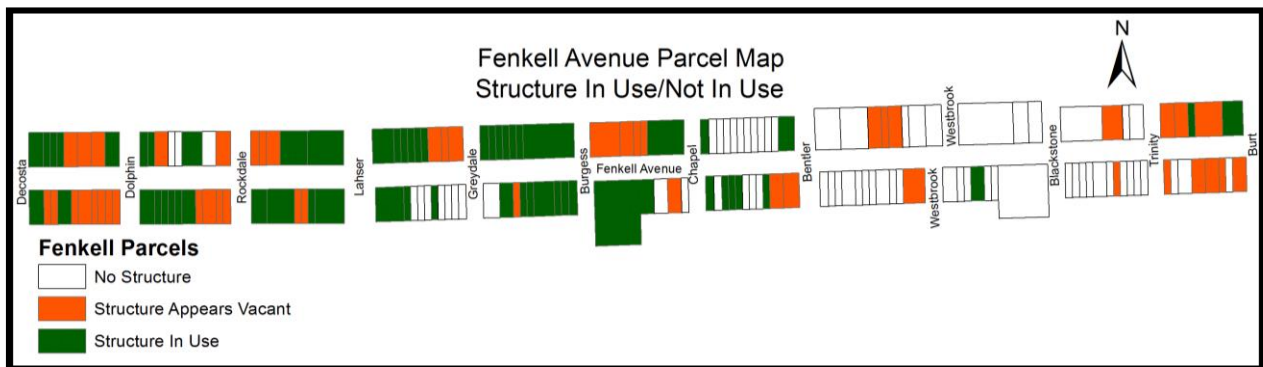 Fenkell Avenue Parcel Map
Structure In Use/Not In Use
N
Decosta
Dolphin
Rockdale
Lahser
Greydale
Burgess
Fenkell Avenue
Chapel
Bentler
Westbrook
Westbrook
Blackstone
Trinity
Burt
Fenkell Parcels
No Structure
Structure Appears Vacant
Structure In Use